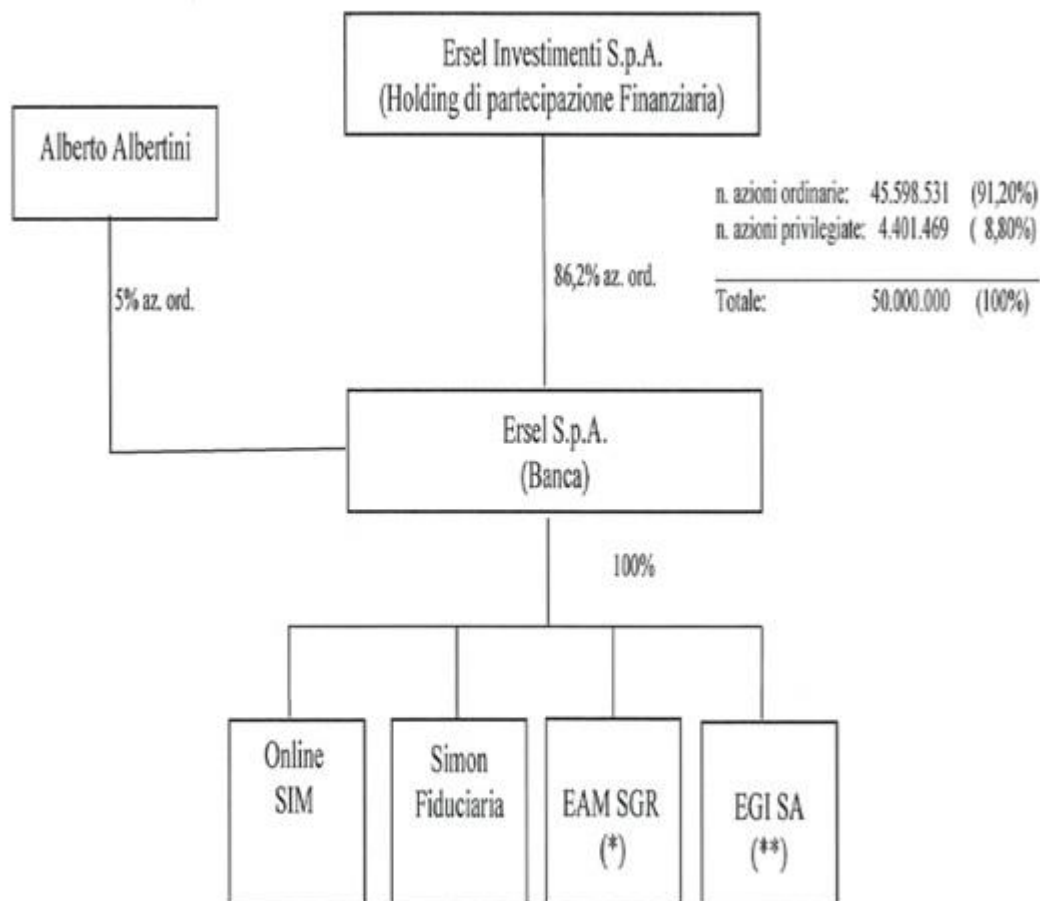 Ersel Investimenti S.p.A.
(Holding di partecipazione Finanziaria)
Alberto Albertini
n. azioni ordinarie: 45.598.531 (91,20%)
n. azioni privilegiate: 4.401.469 ( 8,80%)
Totale: 50.000.000 (100%)
5% az. ord.
86,2% az. ord.
Ersel S.p.A.
(Banca)
100%
Online
SIM
Simon
Fiduciaria
EAM SGR
(*)
EGI SA
(**)